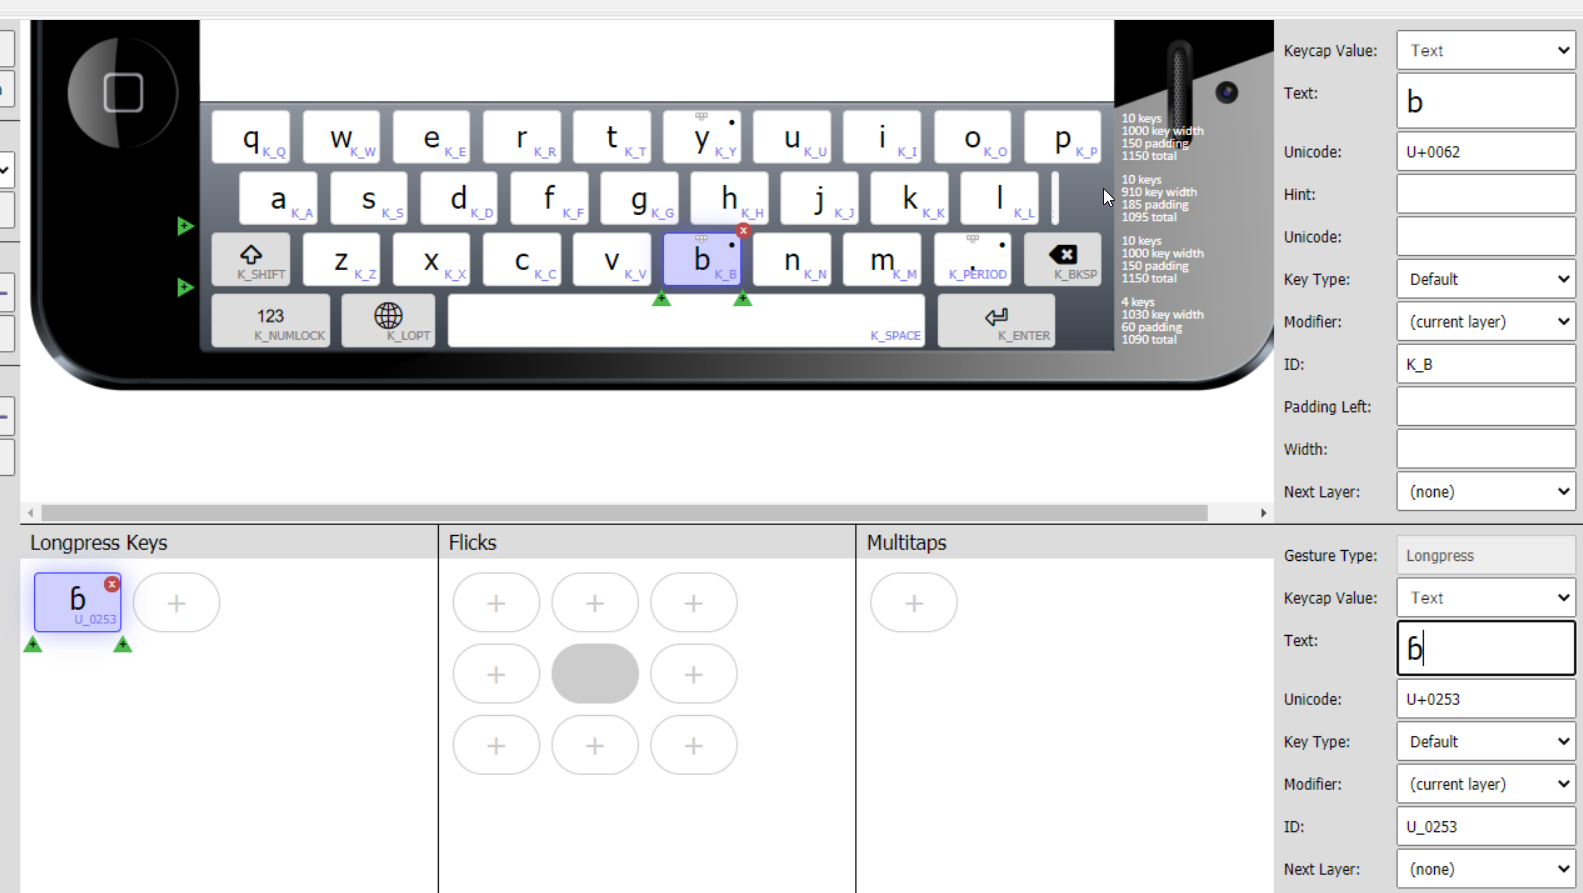 q K_Q w K_W e K_E r K_R t K_T y K_Y u K_U i K_I o K_O p K_P
10 keys
1000 key width
150 padding
1150 total
a K_A s K_S d K_D f K_F g K_G h K_H j K_J k K_K l K_L
10 keys
910 key width
185 padding
1095 total
K_SHIFT z K_Z x K_X c K_C v K_V b K_B n K_N m K_M . K_PERIOD K_BKSP
10 keys
1000 key width
150 padding
1150 total
123 K_NUMLOCK K_LOPT K_SPACE K_ENTER
4 keys
1030 key width
60 padding
1090 total
Keycap Value: Text
Text: b
Unicode: U+0062
Hint:
Unicode:
Key Type: Default
Modifier: (current layer)
ID: K_B
Padding Left:
Width:
Next Layer: (none)
Longpress Keys
ɓ U_0253
Flicks
Multitaps
Gesture Type: Longpress
Keycap Value: Text
Text: ɓ
Unicode: U+0253
Key Type: Default
Modifier: (current layer)
ID: U_0253
Next Layer: (none)